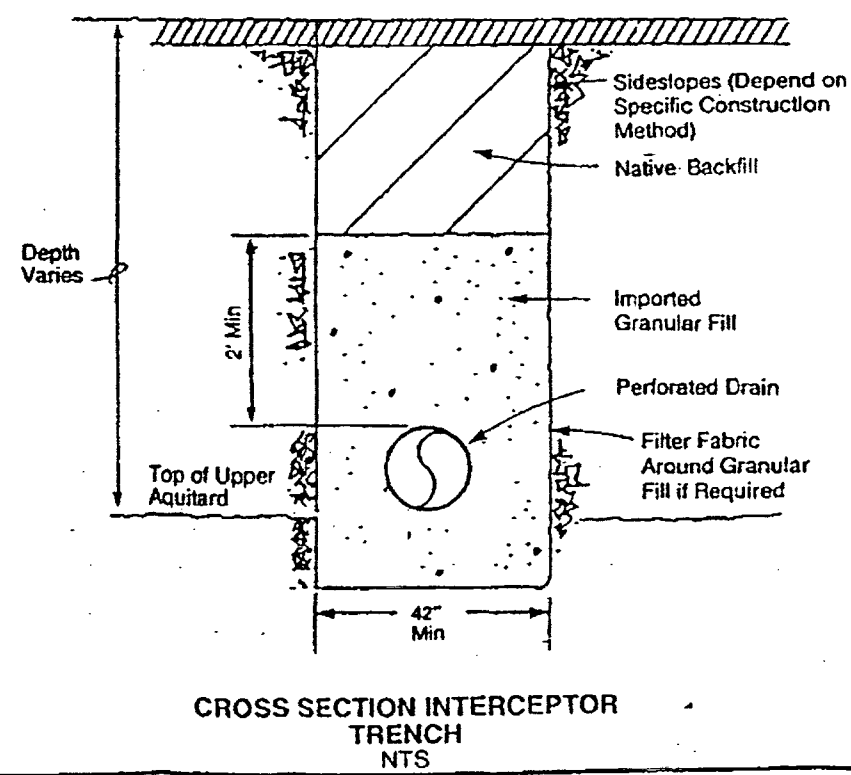 Sideslopes (Depend on
Specific Construction
Method)
Native Backfill
Depth
Varies
2' Min
Imported
Granular Fill
Perforated Drain
Filter Fabric
Around Granular
Fill if Required
Top of Upper
Aquitard
42"
Min
CROSS SECTION INTERCEPTOR
TRENCH
NTS